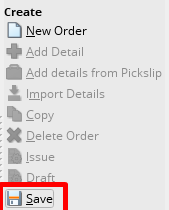 Create
New Order
Add Detail
Add details from Pickslip
Import Details
Copy
Delete Order
Issue
Draft
Save